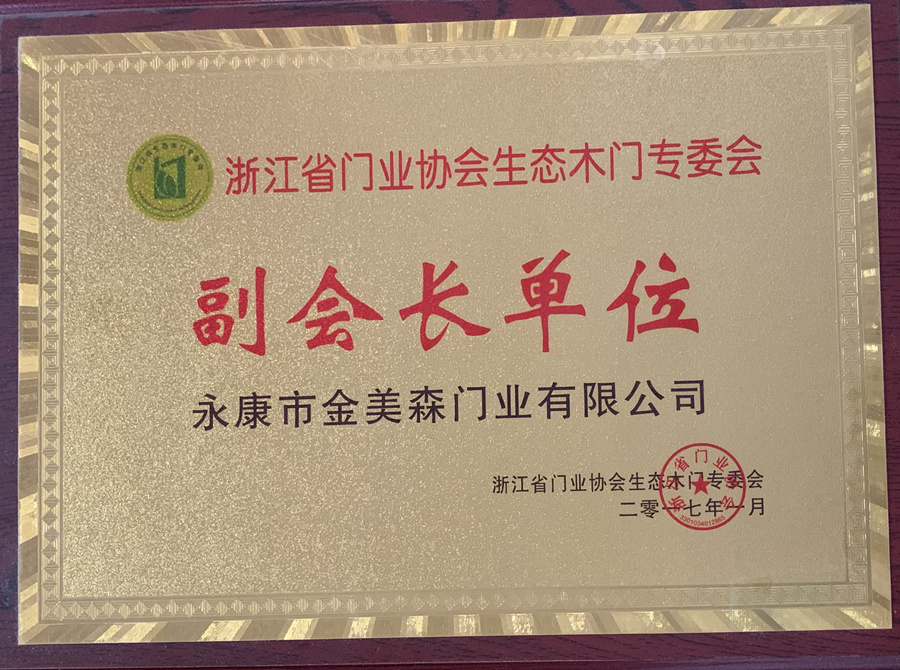 浙江省门业协会生态木门专委会
副会长单位
永康市金美森门业有限公司
浙江省门业协会生态木门专委会
二零一七年一月